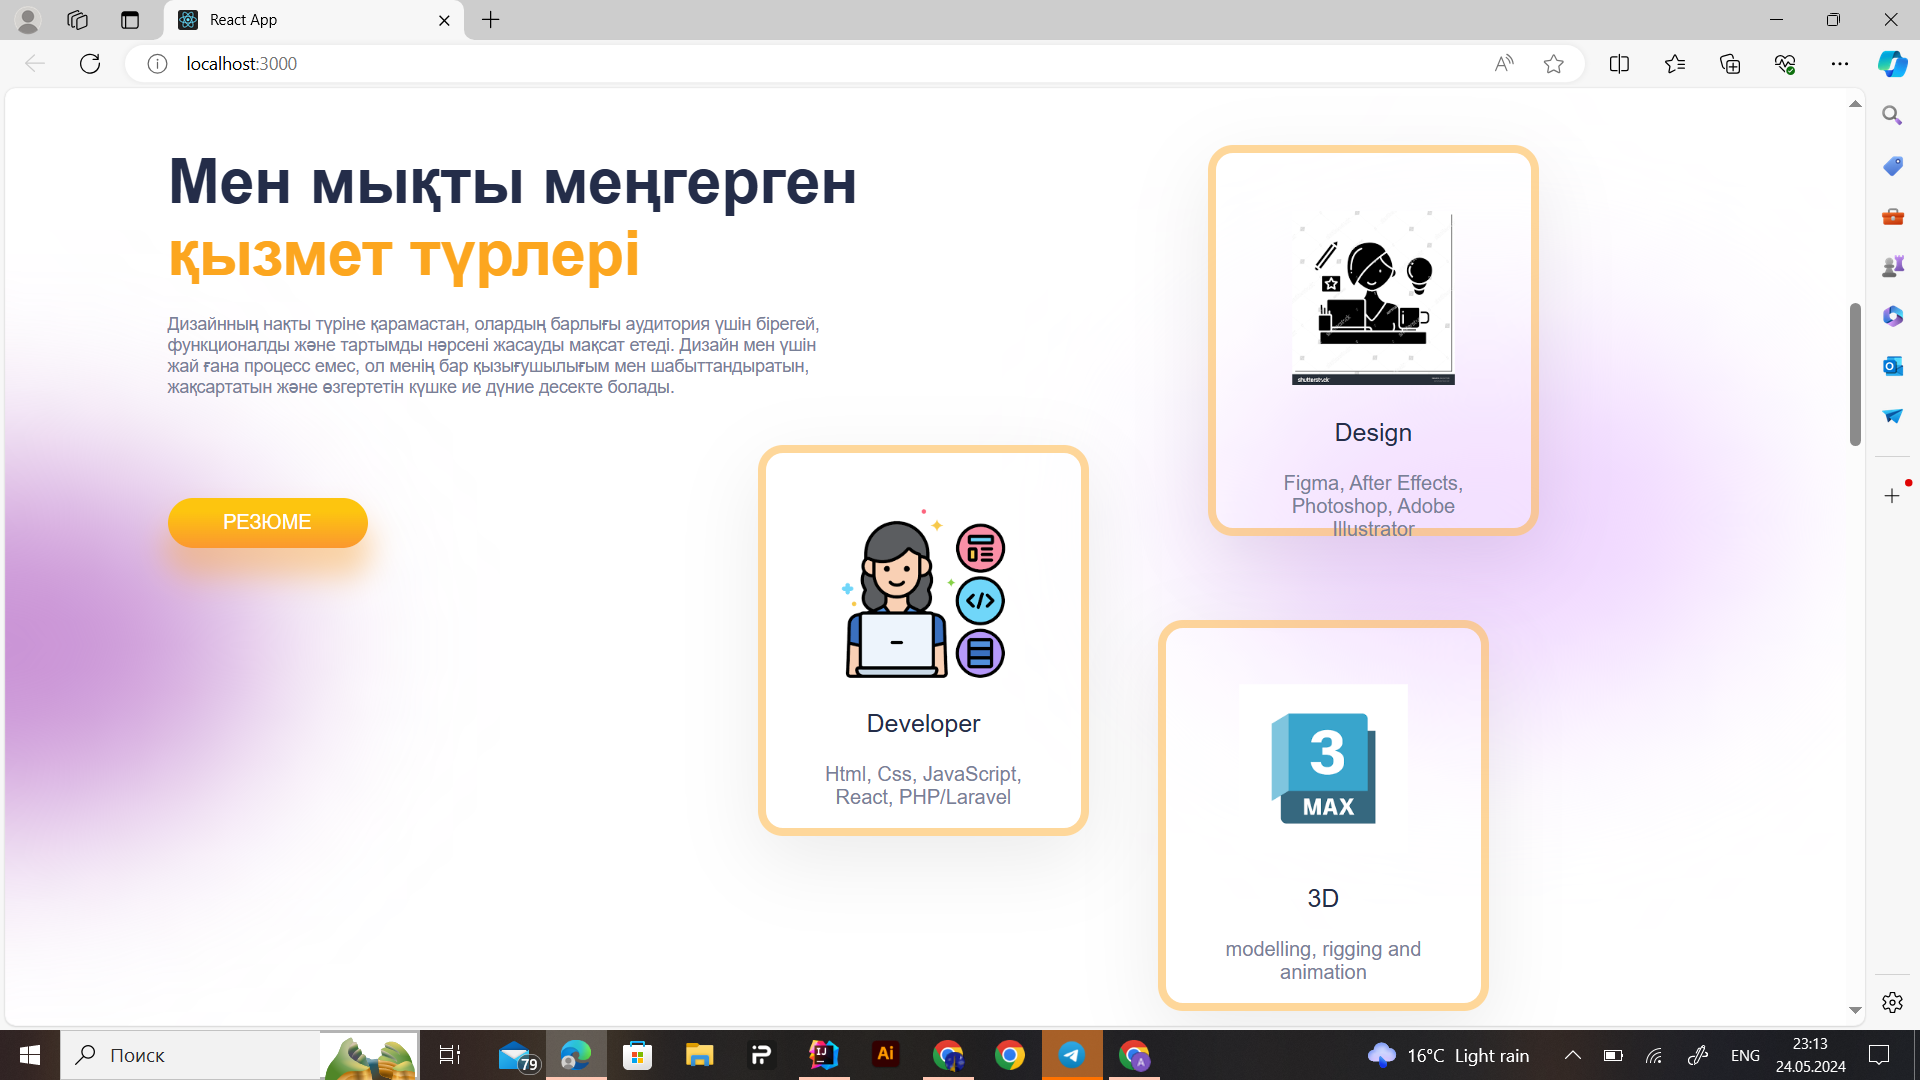 React App
localhost:3000
Мен мықты меңгерген
қызмет түрлері
Дизайнның нақты түріне қарамастан, олардың барлығы аудитория үшін бірегей,
функционалды және тартымды нәрсені жасауды мақсат етеді. Дизайн мен үшін
жай ғана процесс емес, ол менің бар қызығушылығым мен шабыттандыратын,
жақсартатын және өзгертетін күшке ие дүние десекте болады.
РЕЗЮМЕ
shutterstock
Design
Figma, After Effects,
Photoshop, Adobe
Illustrator
Developer
Html, Css, JavaScript,
React, PHP/Laravel
3
MAX
3D
modelling, rigging and
animation
Поиск
79
Ai
A
16°C Light rain
ENG
23:13
24.05.2024